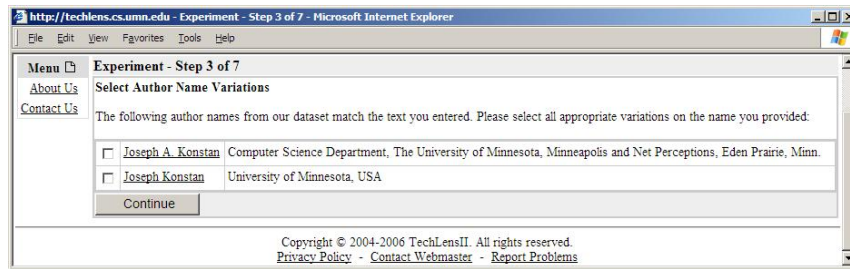 http://techlens.cs.umn.edu - Experiment - Step 3 of 7 - Microsoft Internet Explorer
File Edit View Favorites Tools Help
Menu
About Us
Contact Us
Experiment - Step 3 of 7
Select Author Name Variations
The following author names from our dataset match the text you entered. Please select all appropriate variations on the name you provided:
Joseph A. Konstan Computer Science Department, The University of Minnesota, Minneapolis and Net Perceptions, Eden Prairie, Minn.
Joseph Konstan University of Minnesota, USA
Continue
Copyright © 2004-2006 TechLensII. All rights reserved.
Privacy Policy - Contact Webmaster - Report Problems